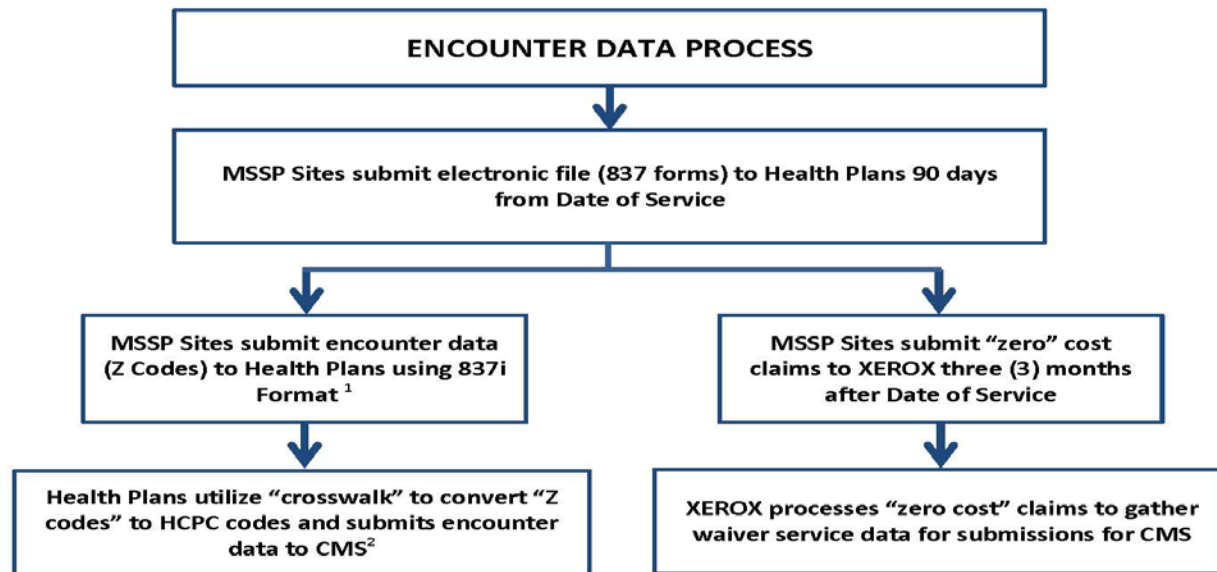 ENCOUNTER DATA PROCESS
MSSP Sites submit electronic file (837 forms) to Health Plans 90 days
from Date of Service
MSSP Sites submit encounter data
(Z Codes) to Health Plans using 837i
Format ¹
MSSP Sites submit “zero” cost
claims to XEROX three (3) months
after Date of Service
Health Plans utilize “crosswalk” to convert “Z
codes” to HCPC codes and submits encounter
data to CMS²
XEROX processes “zero cost” claims to gather
waiver service data for submissions for CMS